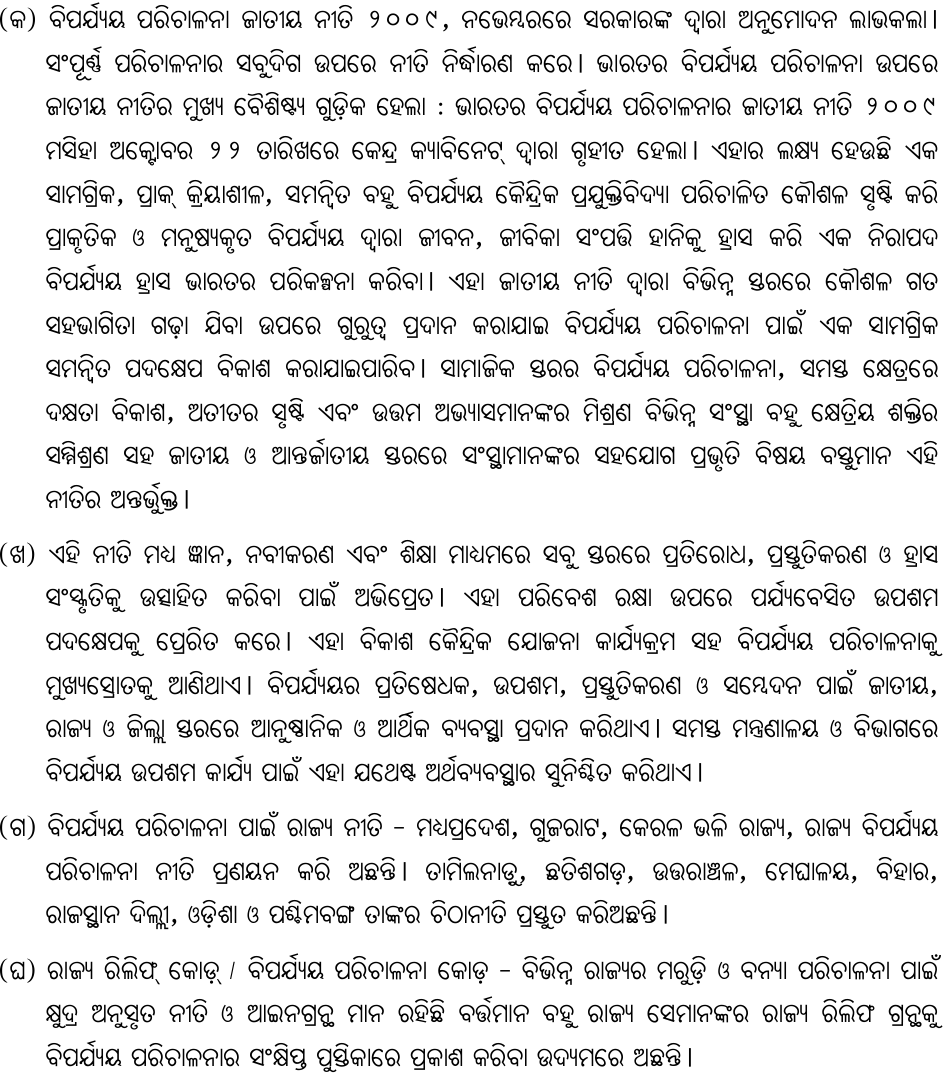 (କ) ବିପର୍ଯ୍ୟୟ ପରିଚାଳନା ଜାତୀୟ ନୀତି ୨୦୦୯, ନଭେମ୍ବରରେ ସରକାରଙ୍କ ଦ୍ୱାରା ଅନୁମୋଦନ ଲାଭକଲା।
ସଂପୂର୍ଣ୍ଣ ପରିଚାଳନାର ସବୁଦିଗ ଉପରେ ନୀତି ନିର୍ଦ୍ଧାରଣ କରେ। ଭାରତର ବିପର୍ଯ୍ୟୟ ପରିଚାଳନା ଉପରେ
ଜାତୀୟ ନୀତିର ମୁଖ୍ୟ ବୈଶିଷ୍ଟ୍ୟ ଗୁଡ଼ିକ ହେଲା : ଭାରତର ବିପର୍ଯ୍ୟୟ ପରିଚାଳନାର ଜାତୀୟ ନୀତି ୨୦୦୯
ମସିହା ଅକ୍ଟୋବର ୨୨ ତାରିଖରେ କେନ୍ଦ୍ର କ୍ୟାବିନେଟ୍ ଦ୍ୱାରା ଗୃହୀତ ହେଲା। ଏହାର ଲକ୍ଷ୍ୟ ହେଉଛି ଏକ
ସାମଗ୍ରିକ, ପ୍ରାକ୍ କ୍ରିୟାଶୀଳ, ସମନ୍ୱିତ ବହୁ ବିପର୍ଯ୍ୟୟ କୈନ୍ଦ୍ରିକ ପ୍ରଯୁକ୍ତିବିଦ୍ୟା ପରିଚାଳିତ କୌଶଳ ସୃଷ୍ଟି କରି
ପ୍ରାକୃତିକ ଓ ମନୁଷ୍ୟକୃତ ବିପର୍ଯ୍ୟୟ ଦ୍ୱାରା ଜୀବନ, ଜୀବିକା ସଂପତ୍ତି ହାନିକୁ ହ୍ରାସ କରି ଏକ ନିରାପଦ
ବିପର୍ଯ୍ୟୟ ହ୍ରାସ ଭାରତର ପରିକଳ୍ପନା କରିବା। ଏହା ଜାତୀୟ ନୀତି ଦ୍ୱାରା ବିଭିନ୍ନ ସ୍ତରରେ କୌଶଳ ଗତ
ସହଭାଗିତା ଗଢ଼ା ଯିବା ଉପରେ ଗୁରୁତ୍ୱ ପ୍ରଦାନ କରାଯାଇ ବିପର୍ଯ୍ୟୟ ପରିଚାଳନା ପାଇଁ ଏକ ସାମଗ୍ରିକ
ସମନ୍ୱିତ ପଦକ୍ଷେପ ବିକାଶ କରାଯାଇପାରିବ। ସାମାଜିକ ସ୍ତରର ବିପର୍ଯ୍ୟୟ ପରିଚାଳନା, ସମସ୍ତ କ୍ଷେତ୍ରରେ
ଦକ୍ଷତା ବିକାଶ, ଅତୀତର ସୃଷ୍ଟି ଏବଂ ଉତ୍ତମ ଅଭ୍ୟାସମାନଙ୍କର ମିଶ୍ରଣ ବିଭିନ୍ନ ସଂସ୍ଥା ବହୁ କ୍ଷେତ୍ରିୟ ଶକ୍ତିର
ସମ୍ମିଶ୍ରଣ ସହ ଜାତୀୟ ଓ ଆନ୍ତର୍ଜାତୀୟ ସ୍ତରରେ ସଂସ୍ଥାମାନଙ୍କର ସହଯୋଗ ପ୍ରଭୃତି ବିଷୟ ବସ୍ତୁମାନ ଏହି
ନୀତିର ଅନ୍ତର୍ଭୁକ୍ତ।
(ଖ) ଏହି ନୀତି ମଧ୍ୟ ଜ୍ଞାନ, ନବୀକରଣ ଏବଂ ଶିକ୍ଷା ମାଧ୍ୟମରେ ସବୁ ସ୍ତରରେ ପ୍ରତିରୋଧ, ପ୍ରସ୍ତୁତିକରଣ ଓ ହ୍ରାସ
ସଂସ୍କୃତିକୁ ଉତ୍ସାହିତ କରିବା ପାଇଁ ଅଭିପ୍ରେତ। ଏହା ପରିବେଶ ରକ୍ଷା ଉପରେ ପର୍ଯ୍ୟବେସିତ ଉପଶମ
ପଦକ୍ଷେପକୁ ପ୍ରେରିତ କରେ। ଏହା ବିକାଶ କୈନ୍ଦ୍ରିକ ଯୋଜନା କାର୍ଯ୍ୟକ୍ରମ ସହ ବିପର୍ଯ୍ୟୟ ପରିଚାଳନାକୁ
ମୁଖ୍ୟସ୍ରୋତକୁ ଆଣିଥାଏ। ବିପର୍ଯ୍ୟୟର ପ୍ରତିଷେଧକ, ଉପଶମ, ପ୍ରସ୍ତୁତିକରଣ ଓ ସମ୍ଭେଦନ ପାଇଁ ଜାତୀୟ,
ରାଜ୍ୟ ଓ ଜିଲ୍ଲା ସ୍ତରରେ ଆନୁଷ୍ଠାନିକ ଓ ଆର୍ଥିକ ବ୍ୟବସ୍ଥା ପ୍ରଦାନ କରିଥାଏ। ସମସ୍ତ ମନ୍ତ୍ରଣାଳୟ ଓ ବିଭାଗରେ
ବିପର୍ଯ୍ୟୟ ଉପଶମ କାର୍ଯ୍ୟ ପାଇଁ ଏହା ଯଥେଷ୍ଟ ଅର୍ଥବ୍ୟବସ୍ଥାର ସୁନିଶ୍ଚିତ କରିଥାଏ।
(ଗ) ବିପର୍ଯ୍ୟୟ ପରିଚାଳନା ପାଇଁ ରାଜ୍ୟ ନୀତି – ମଧ୍ୟପ୍ରଦେଶ, ଗୁଜରାଟ, କେରଳ ଭଳି ରାଜ୍ୟ, ରାଜ୍ୟ ବିପର୍ଯ୍ୟୟ
ପରିଚାଳନା ନୀତି ପ୍ରଣୟନ କରି ଅଛନ୍ତି। ତାମିଲନାଡୁ, ଛତିଶଗଡ଼, ଉତ୍ତରାଞ୍ଚଳ, ମେଘାଳୟ, ବିହାର,
ରାଜସ୍ଥାନ ଦିଲ୍ଲୀ, ଓଡ଼ିଶା ଓ ପଶ୍ଚିମବଙ୍ଗ ତାଙ୍କର ଚିଠାନୀତି ପ୍ରସ୍ତୁତ କରିଅଛନ୍ତି।
(ଘ) ରାଜ୍ୟ ରିଲିଫ୍ କୋଡ଼୍ / ବିପର୍ଯ୍ୟୟ ପରିଚାଳନା କୋଡ଼ – ବିଭିନ୍ନ ରାଜ୍ୟର ମରୁଡ଼ି ଓ ବନ୍ୟା ପରିଚାଳନା ପାଇଁ
କ୍ଷୁଦ୍ର ଅନୁସୃତ ନୀତି ଓ ଆଇନଗ୍ରନ୍ଥ ମାନ ରହିଛି ବର୍ତ୍ତମାନ ବହୁ ରାଜ୍ୟ ସେମାନଙ୍କର ରାଜ୍ୟ ରିଲିଫ ଗ୍ରନ୍ଥକୁ
ବିପର୍ଯ୍ୟୟ ପରିଚାଳନାର ସଂକ୍ଷିପ୍ତ ପୁସ୍ତିକାରେ ପ୍ରକାଶ କରିବା ଉଦ୍ୟମରେ ଅଛନ୍ତି।